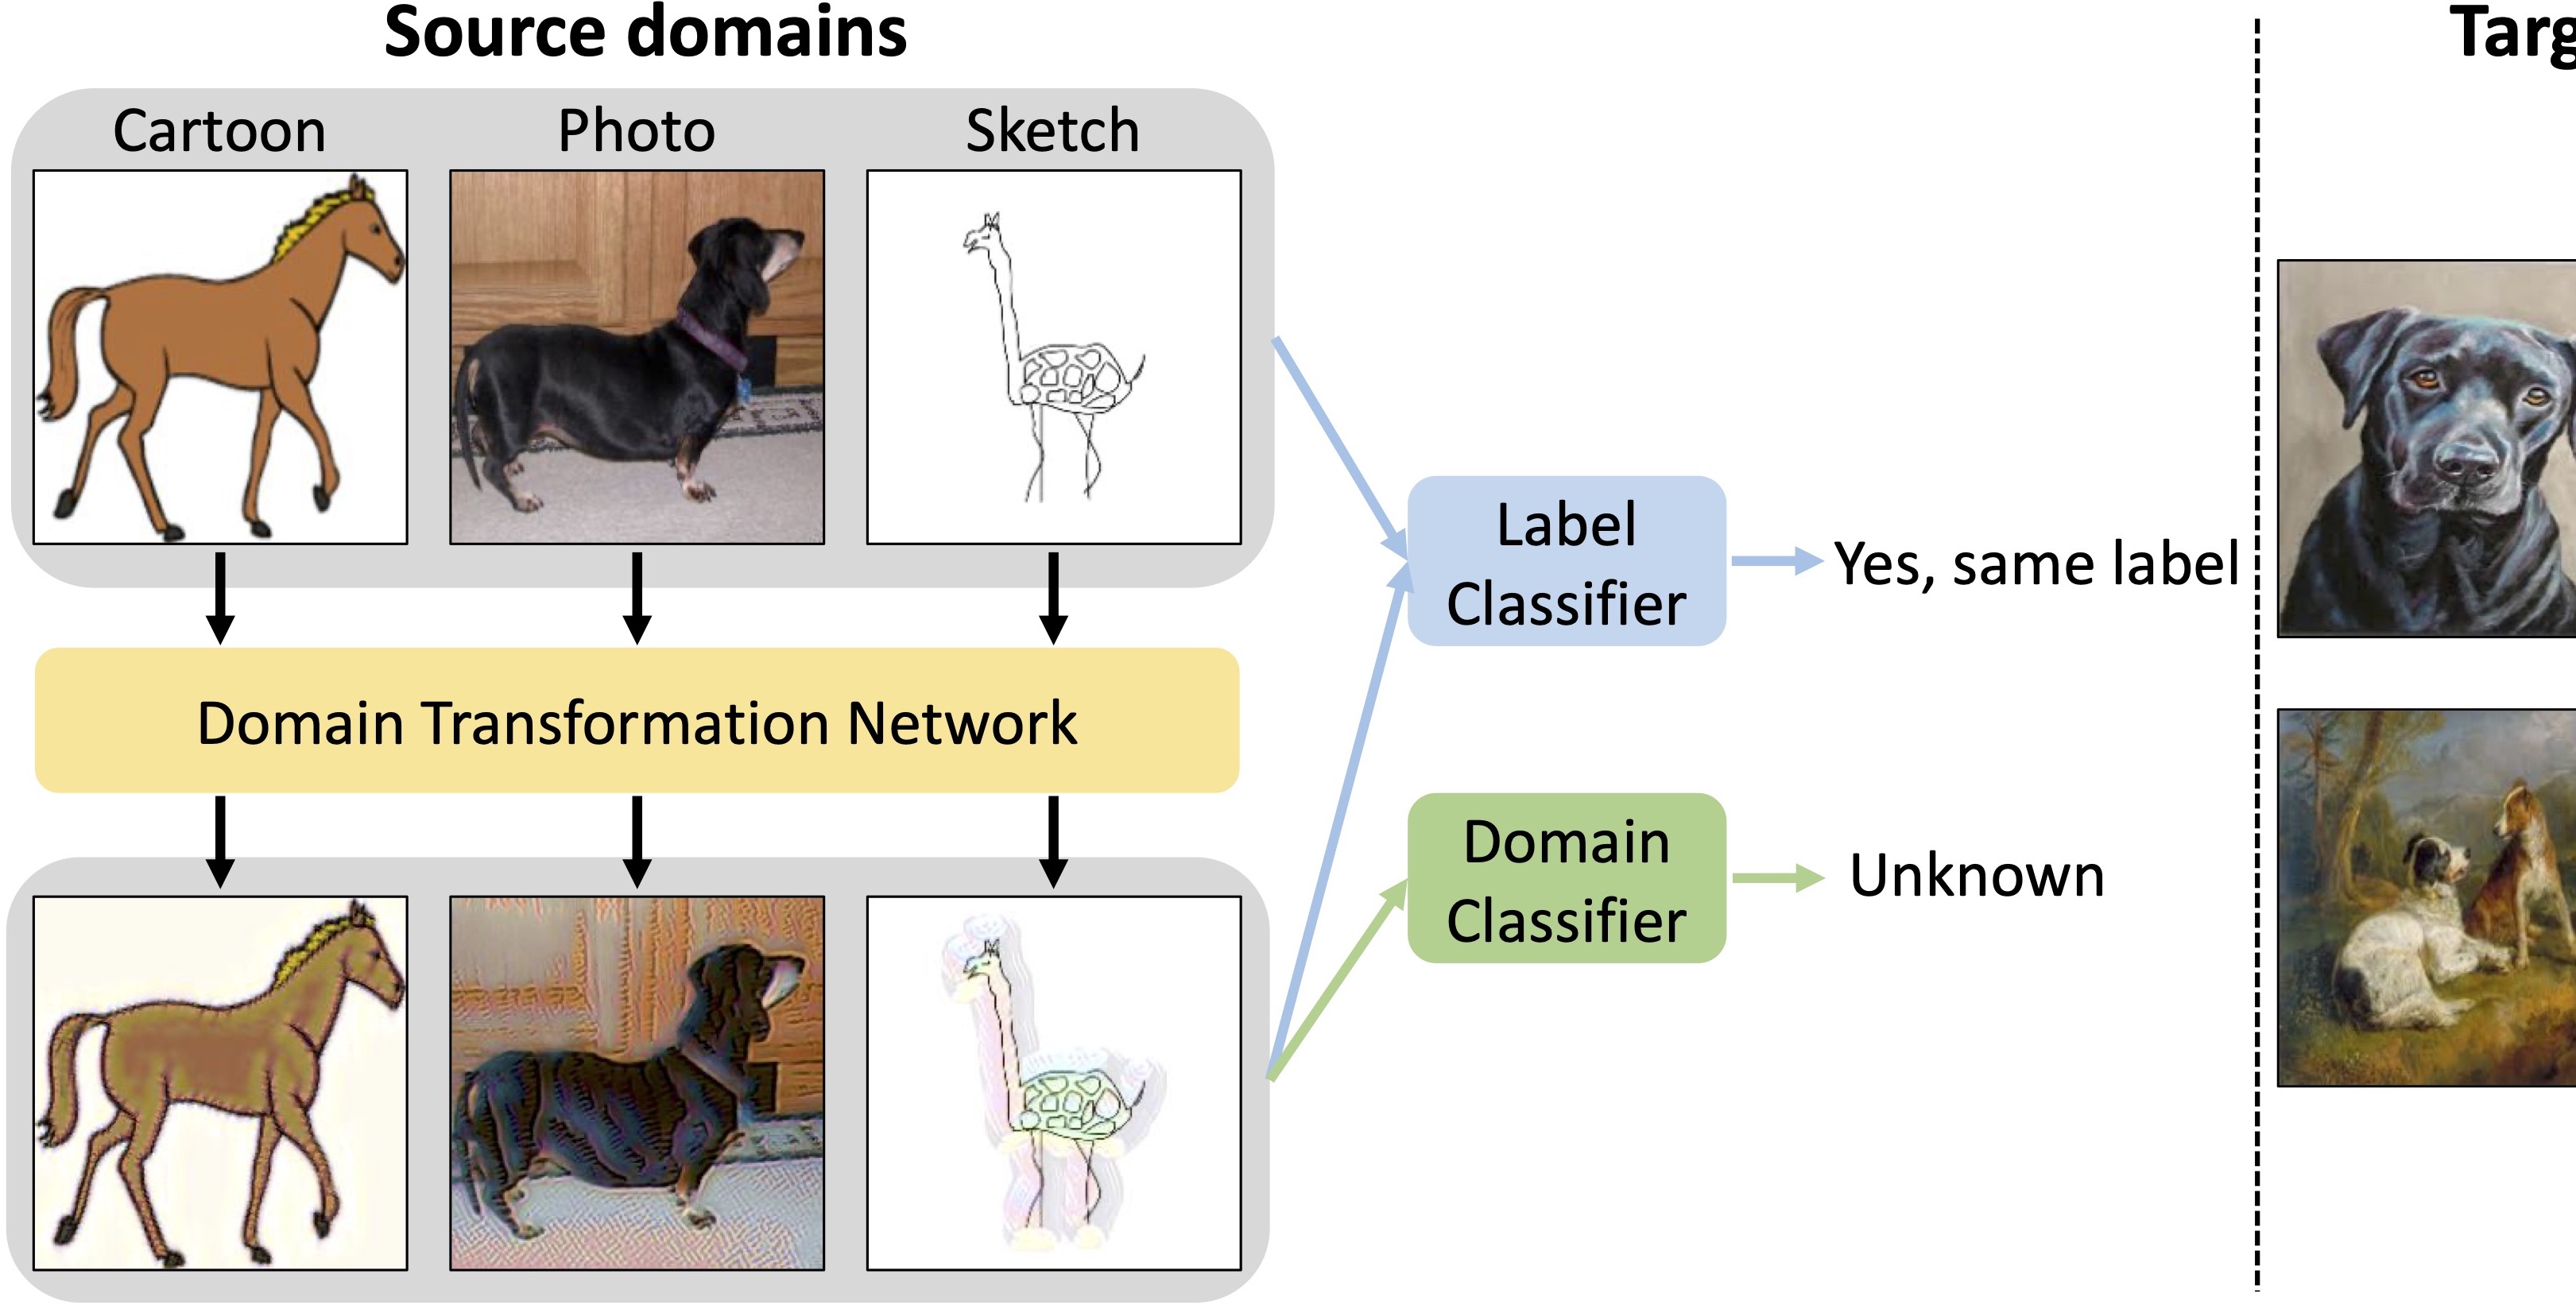 Source domains
Targ
Cartoon
Photo
Sketch
Label
Classifier
Yes, same label
Domain Transformation Network
Domain
Classifier
Unknown